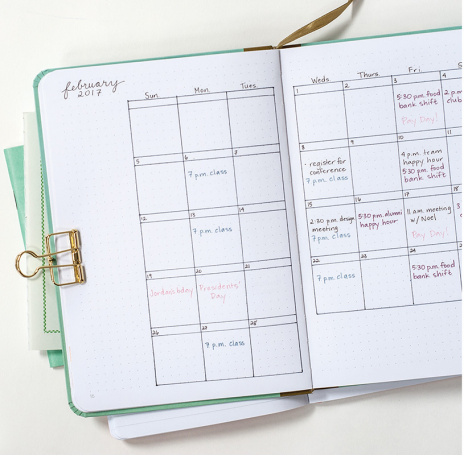 february
2017
Sun. Mon. Tues.
Weds. Thurs. Fri. S
1 2 3 4
5:30 p.m. food
bank shift
Pay Day!
2 p.m.
club
5 6 7
7 p.m. class
8 9 10 11
• register for
conference
7 p.m. class
4 p.m. team
happy hour
5:30 p.m. food
bank shift
12 13 14
7 p.m. class
15 16 17 18
2:30 p.m. design
meeting
7 p.m. class
5:30 p.m. alumni
happy hour
11 a.m. meeting
w/ Noel
Pay Day!
19 20 21
Jordan's bday
Presidents'
Day
22 23 24
7 p.m. class
5:30 p.m. food
bank shift
26 27 28
7 p.m. class